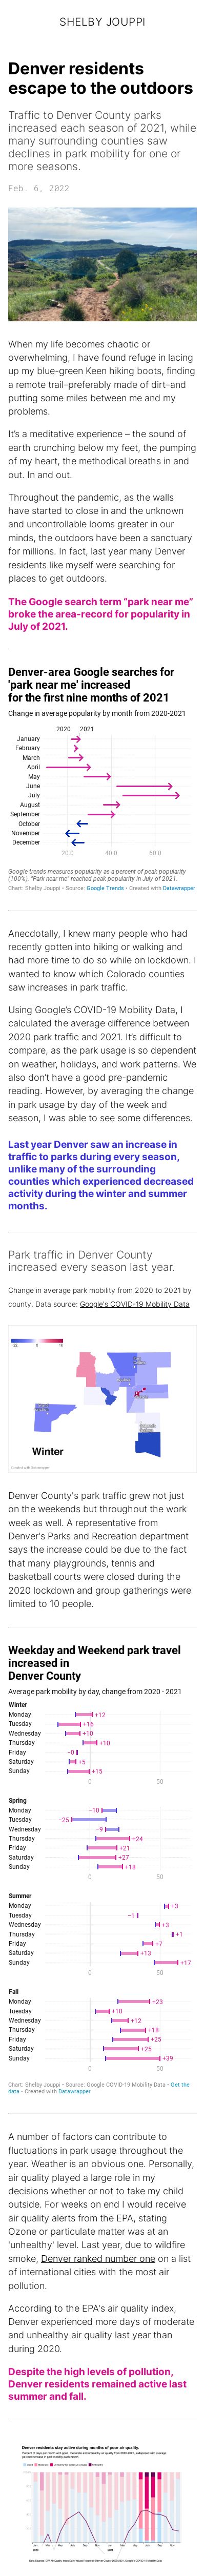 SHELBY JOUPPI
Denver residents
escape to the outdoors
Traffic to Denver County parks
increased each season of 2021, while
many surrounding counties saw
declines in park mobility for one or
more seasons.
Feb. 6, 2022
When my life becomes chaotic or
overwhelming, I have found refuge in lacing
up my blue-green Keen hiking boots, finding
a remote trail–preferably made of dirt–and
putting some miles between me and my
problems.
It's a meditative experience – the sound of
earth crunching below my feet, the pumping
of my heart, the methodical breaths in and
out. In and out.
Throughout the pandemic, as the walls
have started to close in and the unknown
and uncontrollable looms greater in our
minds, the outdoors have been a sanctuary
for millions. In fact, last year many Denver
residents like myself were searching for
places to get outdoors.
The Google search term "park near me"
broke the area-record for popularity in
July of 2021.
Denver-area Google searches for
'park near me' increased
for the first nine months of 2021
Change in average popularity by month from 2020-2021
2020 2021
January
February
March
April
May
June
July
August
September
October
November
December
20.0 40.0 60.0
Google trends measures popularity as a percent of peak popularity
(100%). "Park near me" reached peak popularity in July of 2021.
Chart: Shelby Jouppi • Source: Google Trends • Created with Datawrapper
Anecdotally, I knew many people who had
recently gotten into hiking or walking and
had more time to do so while on lockdown. I
wanted to know which Colorado counties
saw increases in park traffic.
Using Google's COVID-19 Mobility Data, I
calculated the average difference between
2020 park traffic and 2021. It's difficult to
compare, as the park usage is so dependent
on weather, holidays, and work patterns. We
also don't have a good pre-pandemic
reading. However, by averaging the change
in park usage by day of the week and
season, I was able to see some differences.
Last year Denver saw an increase in
traffic to parks during every season,
unlike many of the surrounding
counties which experienced decreased
activity during the winter and summer
months.
Park traffic in Denver County
increased every season last year.
Change in average park mobility from 2020 to 2021 by
county. Data source: Google's COVID-19 Mobility Data
Winter
Denver County's park traffic grew not just
on the weekends but throughout the work
week as well. A representative from
Denver's Parks and Recreation department
says the increase could be due to the fact
that many playgrounds, tennis and
basketball courts were closed during the
2020 lockdown and group gatherings were
limited to 10 people.
Weekday and Weekend park travel
increased in
Denver County
Average park mobility by day, change from 2020 - 2021
Winter
Monday +12
Tuesday +16
Wednesday +10
Thursday +10
Friday −0
Saturday +5
Sunday +15
0 50
Spring
Monday −10
Tuesday −25
Wednesday −9
Thursday +24
Friday +21
Saturday +27
Sunday +18
0 50
Summer
Monday +3
Tuesday −1
Wednesday +3
Thursday +1
Friday +7
Saturday +13
Sunday +17
0 50
Fall
Monday +23
Tuesday +10
Wednesday +12
Thursday +18
Friday +25
Saturday +25
Sunday +39
0 50
Chart: Shelby Jouppi • Source: Google COVID-19 Mobility Data • Get the
data • Created with Datawrapper
A number of factors can contribute to
fluctuations in park usage throughout the
year. Weather is an obvious one. Personally,
air quality played a large role in my
decisions whether or not to take my child
outside. For weeks on end I would receive
air quality alerts from the EPA, stating
Ozone or particulate matter was at an
'unhealthy' level. Last year, due to wildfire
smoke, Denver ranked number one on a list
of international cities with the most air
pollution.
According to the EPA's air quality index,
Denver experienced more days of moderate
and unhealthy air quality last year than
during 2020.
Despite the high levels of pollution,
Denver residents remained active last
summer and fall.
Denver residents stay active during months of poor air quality.